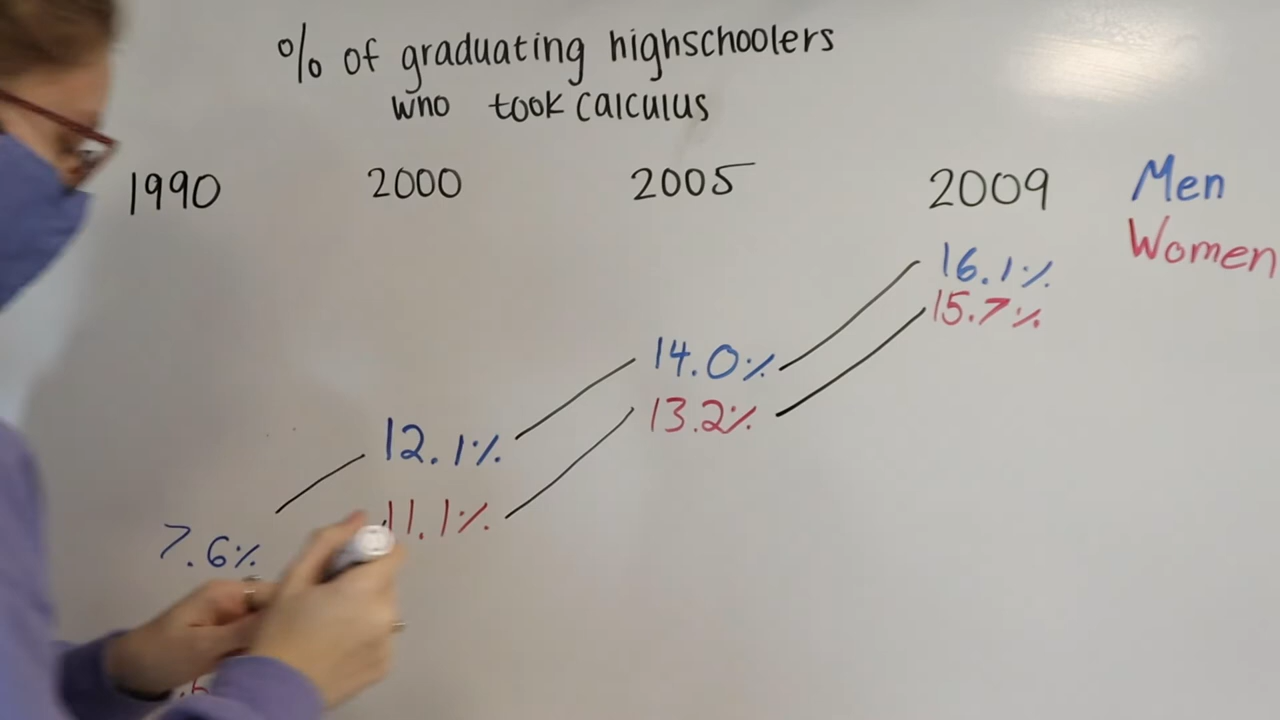 % of graduating highschoolers
who took calculus
1990 2000 2005 2009 Men
Women
16.1%
15.7%
14.0%
13.2%
12.1%
11.1%
7.6%